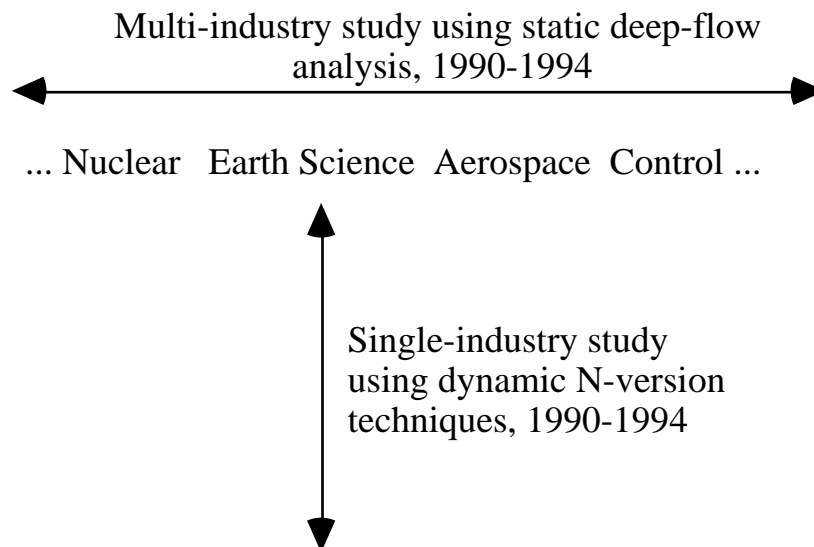 Multi-industry study using static deep-flow
analysis, 1990-1994
... Nuclear Earth Science Aerospace Control ...
Single-industry study
using dynamic N-version
techniques, 1990-1994